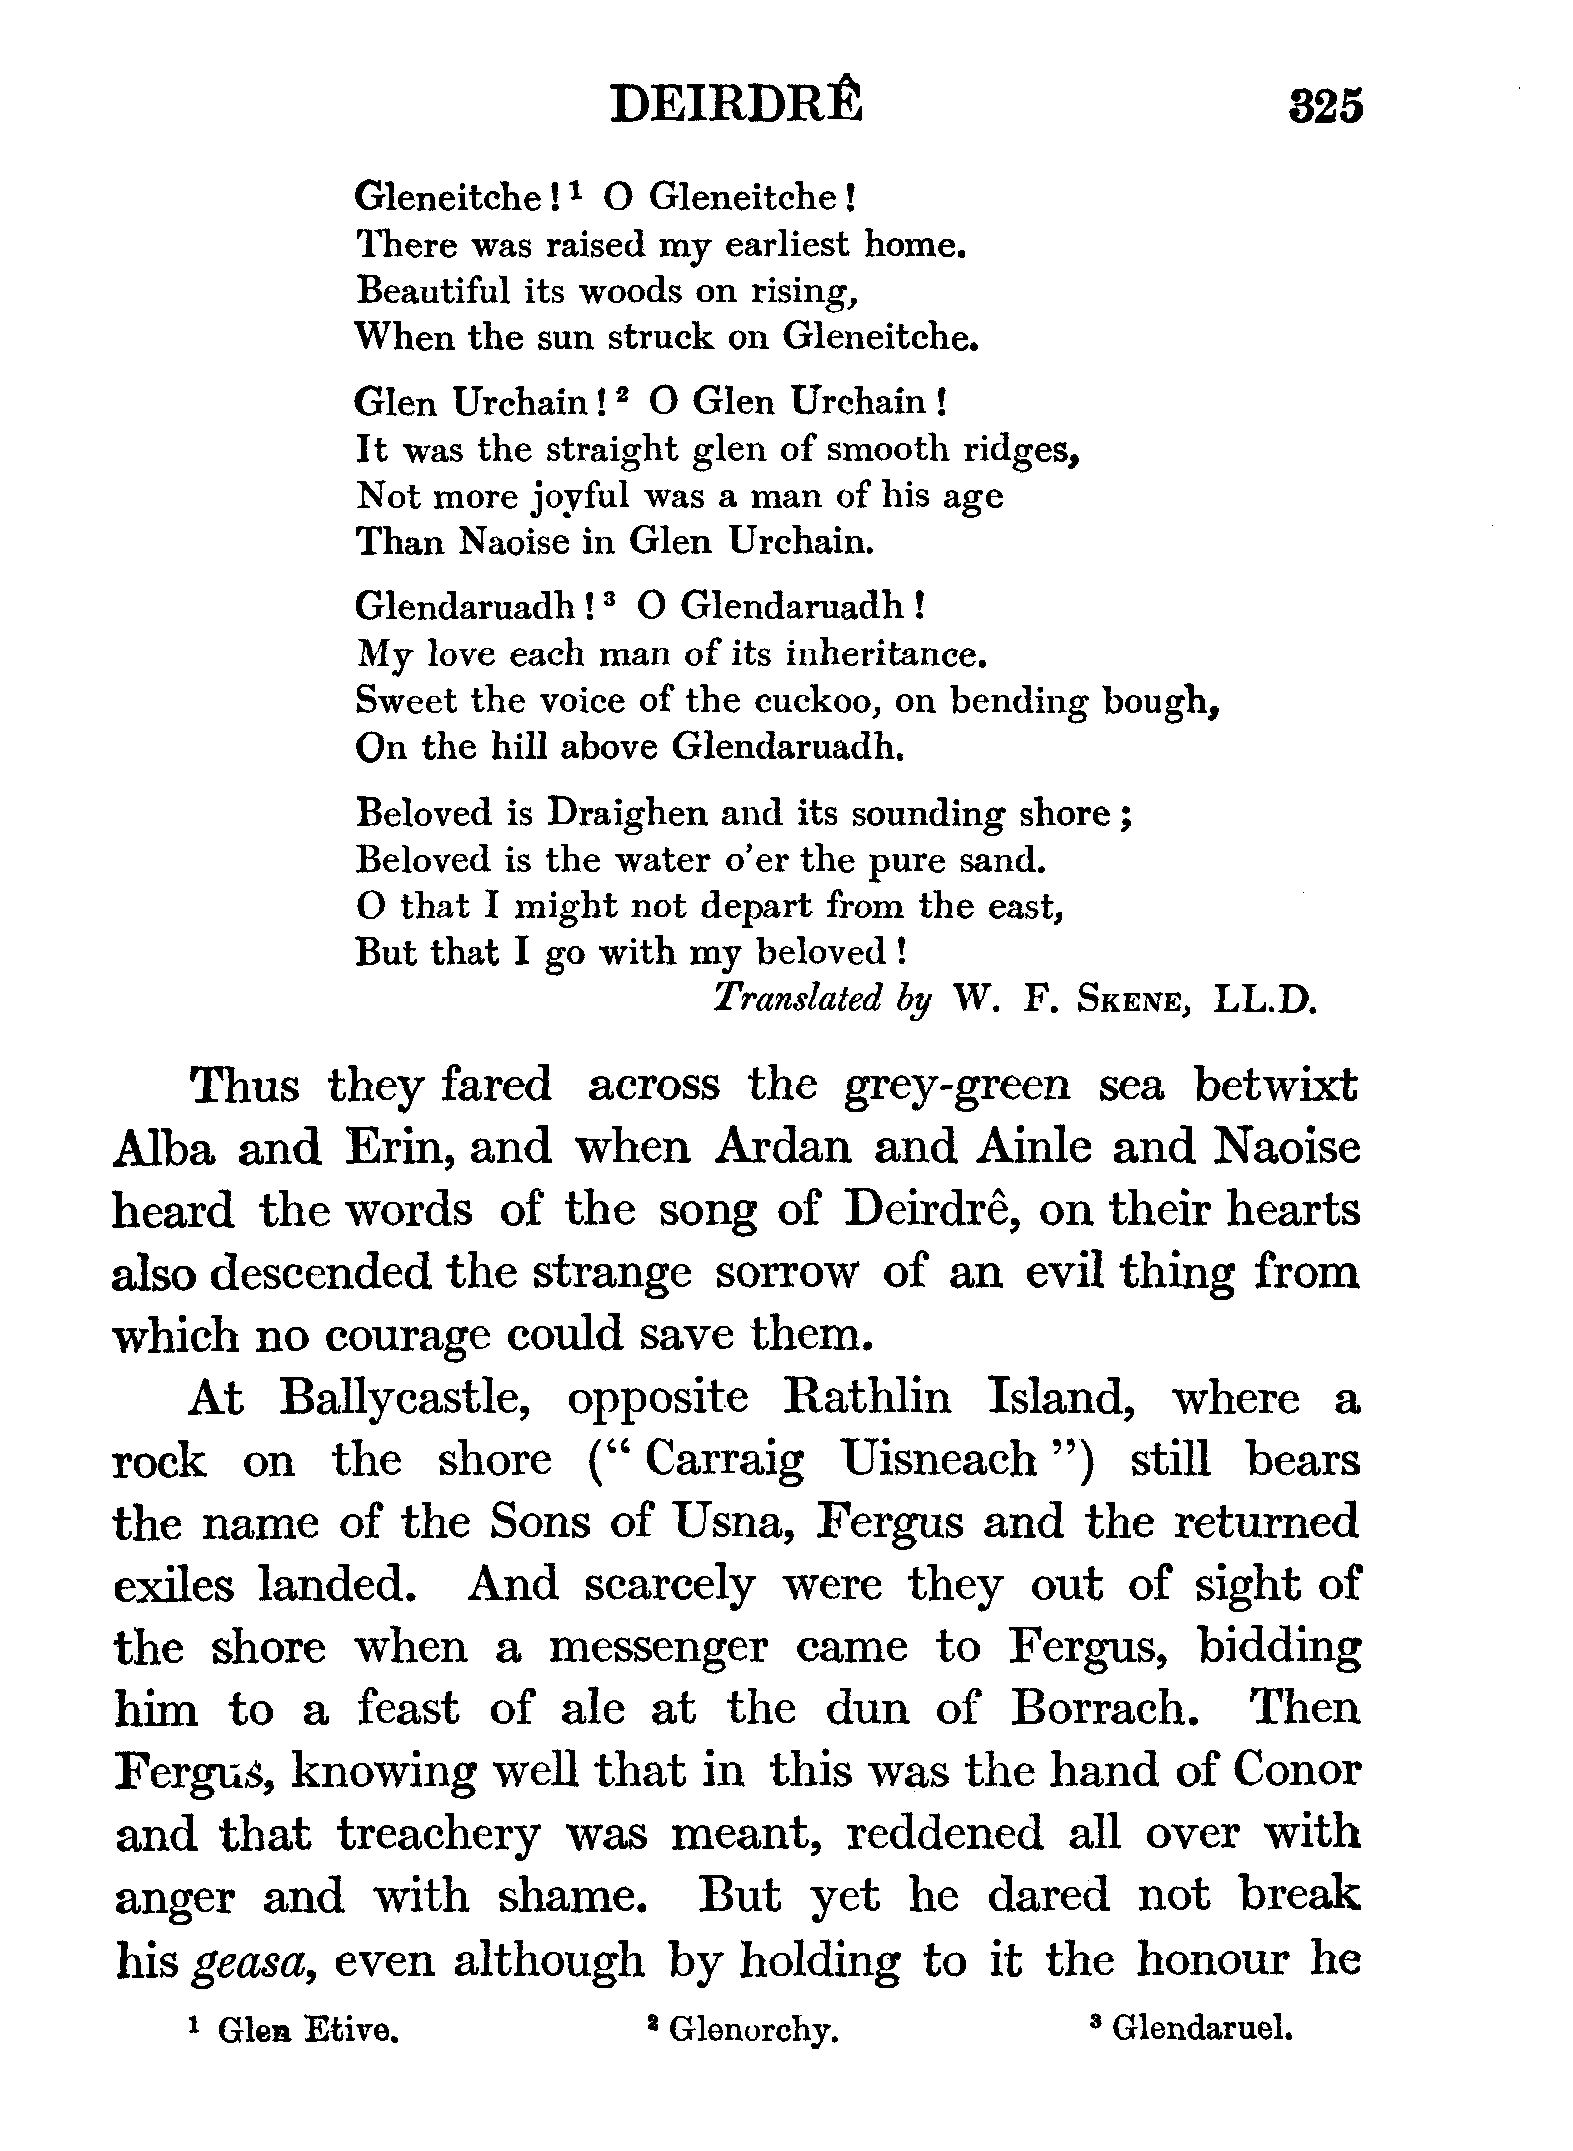 DEIRDRÊ 325
Gleneitche!¹ O Gleneitche!
There was raised my earliest home.
Beautiful its woods on rising,
When the sun struck on Gleneitche.
Glen Urchain!² O Glen Urchain!
It was the straight glen of smooth ridges,
Not more joyful was a man of his age
Than Naoise in Glen Urchain.
Glendaruadh!³ O Glendaruadh!
My love each man of its inheritance.
Sweet the voice of the cuckoo, on bending bough,
On the hill above Glendaruadh.
Beloved is Draighen and its sounding shore;
Beloved is the water o'er the pure sand.
O that I might not depart from the east,
But that I go with my beloved!
Translated by W. F. SKENE, LL.D.
Thus they fared across the grey-green sea betwixt
Alba and Erin, and when Ardan and Ainle and Naoise
heard the words of the song of Deirdrê, on their hearts
also descended the strange sorrow of an evil thing from
which no courage could save them.
At Ballycastle, opposite Rathlin Island, where a
rock on the shore (“Carraig Uisneach”) still bears
the name of the Sons of Usna, Fergus and the returned
exiles landed. And scarcely were they out of sight of
the shore when a messenger came to Fergus, bidding
him to a feast of ale at the dun of Borrach. Then
Fergus, knowing well that in this was the hand of Conor
and that treachery was meant, reddened all over with
anger and with shame. But yet he dared not break
his geasa, even although by holding to it the honour he
¹ Glen Etive. ² Glenorchy. ³ Glendaruel.